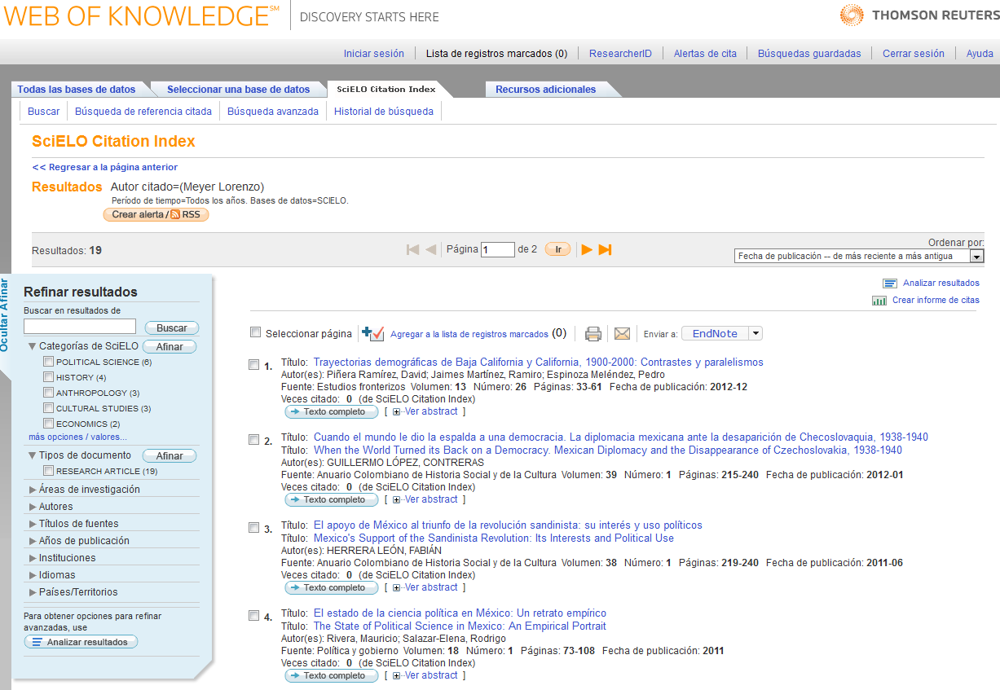 WEB OF KNOWLEDGE SM DISCOVERY STARTS HERE THOMSON REUTERS
Iniciar sesión Lista de registros marcados (0) ResearcherID Alertas de cita Búsquedas guardadas Cerrar sesión Ayuda
Todas las bases de datos Seleccionar una base de datos SciELO Citation Index Recursos adicionales
Buscar Búsqueda de referencia citada Búsqueda avanzada Historial de búsqueda
SciELO Citation Index
<< Regresar a la página anterior
Resultados Autor citado=(Meyer Lorenzo)
Período de tiempo=Todos los años. Bases de datos=SCIELO.
Crear alerta / RSS
Resultados: 19 Página 1 de 2 Ir Ordenar por:
Fecha de publicación -- de más reciente a más antigua
Ocultar Afinar
Refinar resultados
Buscar en resultados de
Buscar
Categorías de SciELO Afinar
POLITICAL SCIENCE (6)
HISTORY (4)
ANTHROPOLOGY (3)
CULTURAL STUDIES (3)
ECONOMICS (2)
más opciones / valores...
Tipos de documento Afinar
RESEARCH ARTICLE (19)
Áreas de investigación
Autores
Títulos de fuentes
Años de publicación
Instituciones
Idiomas
Países/Territorios
Para obtener opciones para refinar
avanzadas, use
Analizar resultados
Analizar resultados
Crear informe de citas
Seleccionar página Agregar a la lista de registros marcados (0) Enviar a: EndNote
1. Título: Trayectorias demográficas de Baja California y California, 1900-2000: Contrastes y paralelismos
Autor(es): Piñera Ramírez, David; Jaimes Martínez, Ramiro; Espinoza Meléndez, Pedro
Fuente: Estudios fronterizos Volumen: 13 Número: 26 Páginas: 33-61 Fecha de publicación: 2012-12
Veces citado: 0 (de SciELO Citation Index)
Texto completo [ Ver abstract ]
2. Título: Cuando el mundo le dio la espalda a una democracia. La diplomacia mexicana ante la desaparición de Checoslovaquia, 1938-1940
Título: When the World Turned its Back on a Democracy. Mexican Diplomacy and the Disappearance of Czechoslovakia, 1938-1940
Autor(es): GUILLERMO LÓPEZ, CONTRERAS
Fuente: Anuario Colombiano de Historia Social y de la Cultura Volumen: 39 Número: 1 Páginas: 215-240 Fecha de publicación: 2012-01
Veces citado: 0 (de SciELO Citation Index)
Texto completo [ Ver abstract ]
3. Título: El apoyo de México al triunfo de la revolución sandinista: su interés y uso políticos
Título: Mexico's Support of the Sandinista Revolution: Its Interests and Political Use
Autor(es): HERRERA LEÓN, FABIÁN
Fuente: Anuario Colombiano de Historia Social y de la Cultura Volumen: 38 Número: 1 Páginas: 219-240 Fecha de publicación: 2011-06
Veces citado: 0 (de SciELO Citation Index)
Texto completo [ Ver abstract ]
4. Título: El estado de la ciencia política en México: Un retrato empírico
Título: The State of Political Science in Mexico: An Empirical Portrait
Autor(es): Rivera, Mauricio; Salazar-Elena, Rodrigo
Fuente: Política y gobierno Volumen: 18 Número: 1 Páginas: 73-108 Fecha de publicación: 2011
Veces citado: 0 (de SciELO Citation Index)
Texto completo [ Ver abstract ]